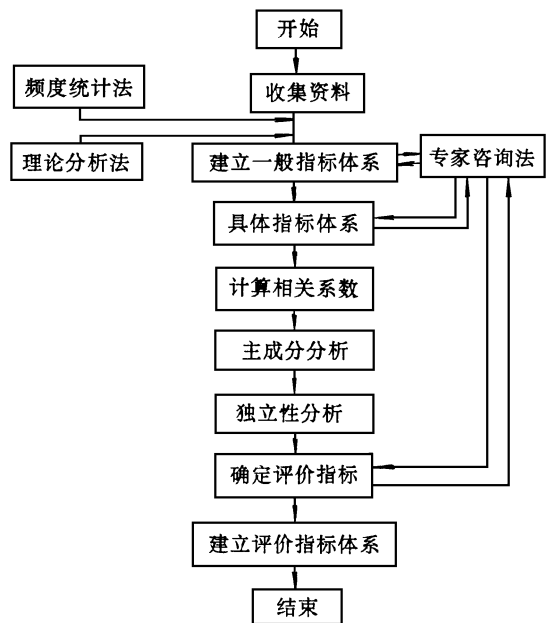 开始
频度统计法
收集资料
理论分析法
建立一般指标体系
专家咨询法
具体指标体系
计算相关系数
主成分分析
独立性分析
确定评价指标
建立评价指标体系
结束